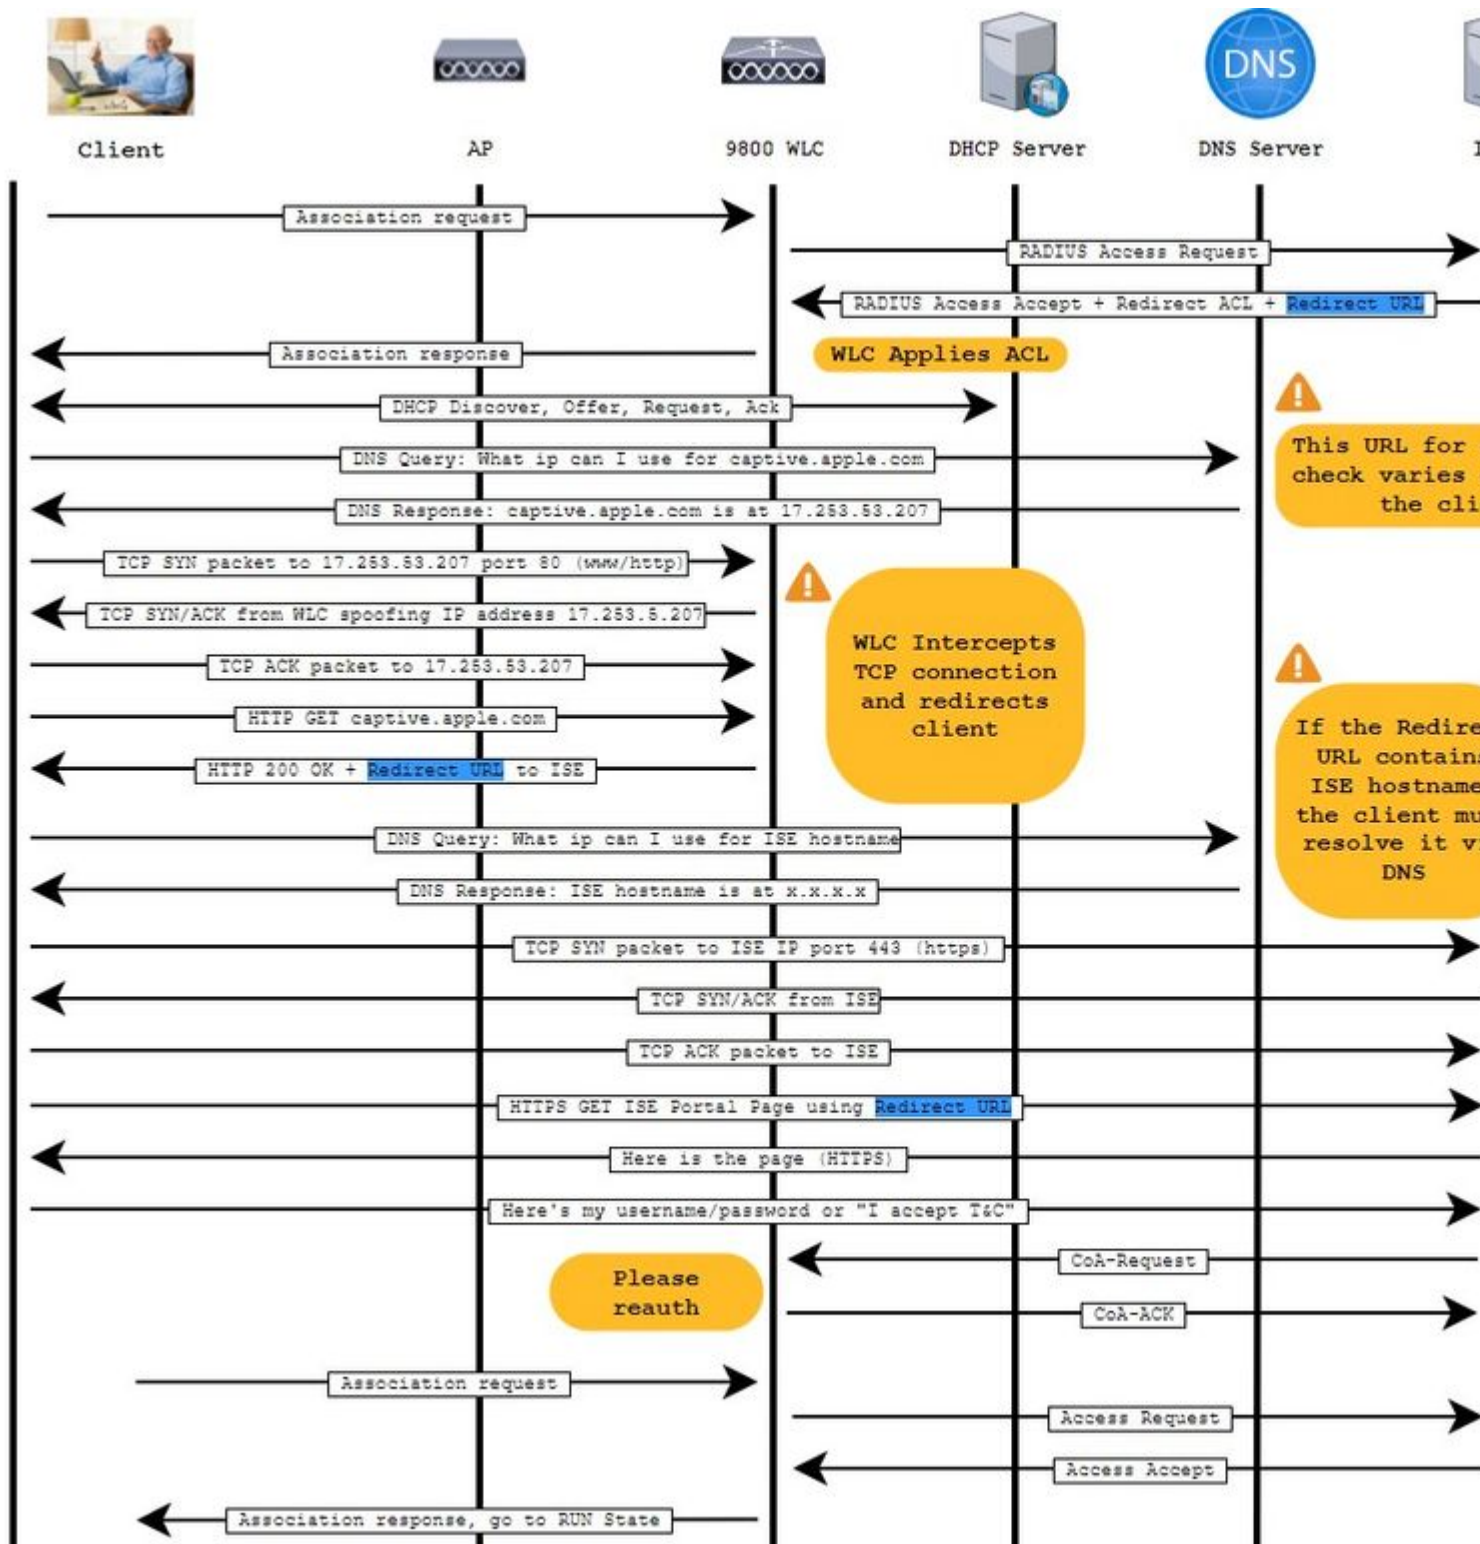 DNS
Client
AP
9800 WLC
DHCP Server
DNS Server
Association request
RADIUS Access Request
RADIUS Access Accept + Redirect ACL + Redirect URL
Association response
WLC Applies ACL
DHCP Discover, Offer, Request, Ack
This URL for
check varies
the cli
DNS Query: What ip can I use for captive.apple.com
DNS Response: captive.apple.com is at 17.253.53.207
TCP SYN packet to 17.253.53.207 port 80 (www/http)
TCP SYN/ACK from WLC spoofing IP address 17.253.5.207
TCP ACK packet to 17.253.53.207
HTTP GET captive.apple.com
HTTP 200 OK + Redirect URL to ISE
WLC Intercepts
TCP connection
and redirects
client
If the Redire
URL contains
ISE hostname
the client mu
resolve it v
DNS
DNS Query: What ip can I use for ISE hostname
DNS Response: ISE hostname is at x.x.x.x
TCP SYN packet to ISE IP port 443 (https)
TCP SYN/ACK from ISE
TCP ACK packet to ISE
HTTPS GET ISE Portal Page using Redirect URL
Here is the page (HTTPS)
Here's my username/password or "I accept T&C"
CoA-Request
Please
reauth
CoA-ACK
Association request
Access Request
Access Accept
Association response, go to RUN State